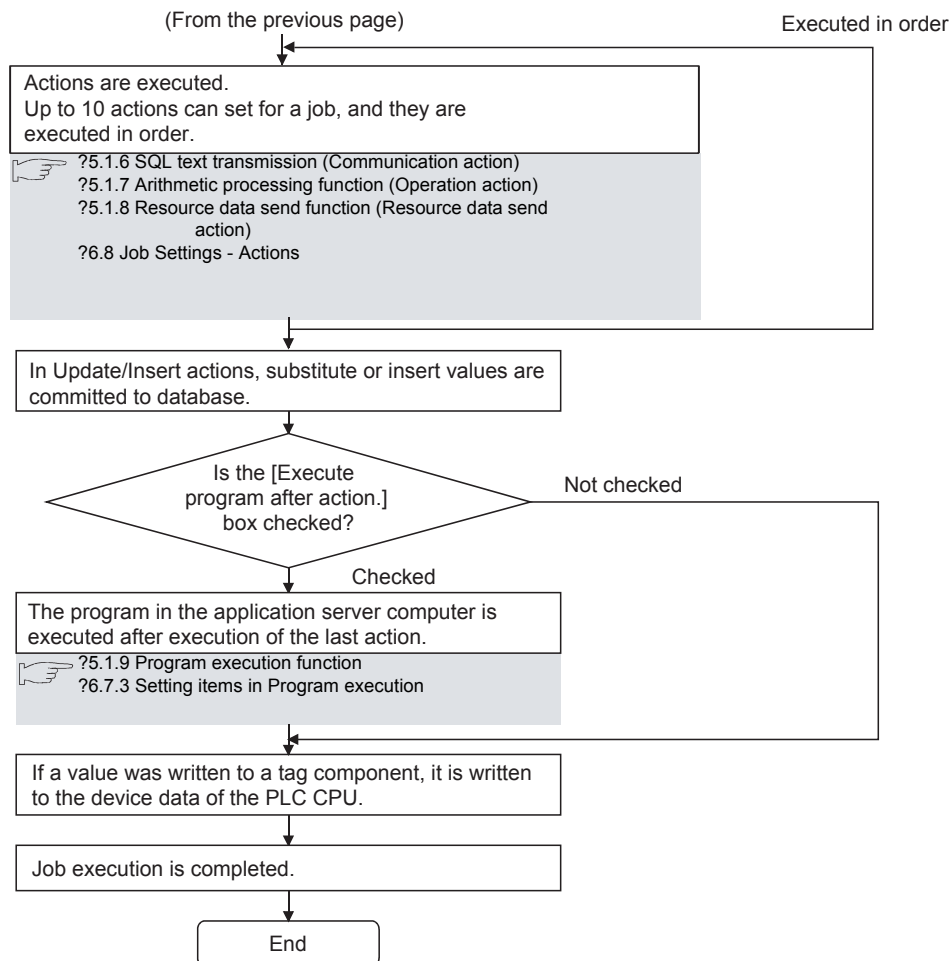 (From the previous page)
Executed in order
Actions are executed.
Up to 10 actions can set for a job, and they are
executed in order.
?5.1.6 SQL text transmission (Communication action)
?5.1.7 Arithmetic processing function (Operation action)
?5.1.8 Resource data send function (Resource data send
action)
?6.8 Job Settings - Actions
In Update/Insert actions, substitute or insert values are
committed to database.
Is the [Execute
program after action.]
box checked?
Not checked
Checked
The program in the application server computer is
executed after execution of the last action.
?5.1.9 Program execution function
?6.7.3 Setting items in Program execution
If a value was written to a tag component, it is written
to the device data of the PLC CPU.
Job execution is completed.
End